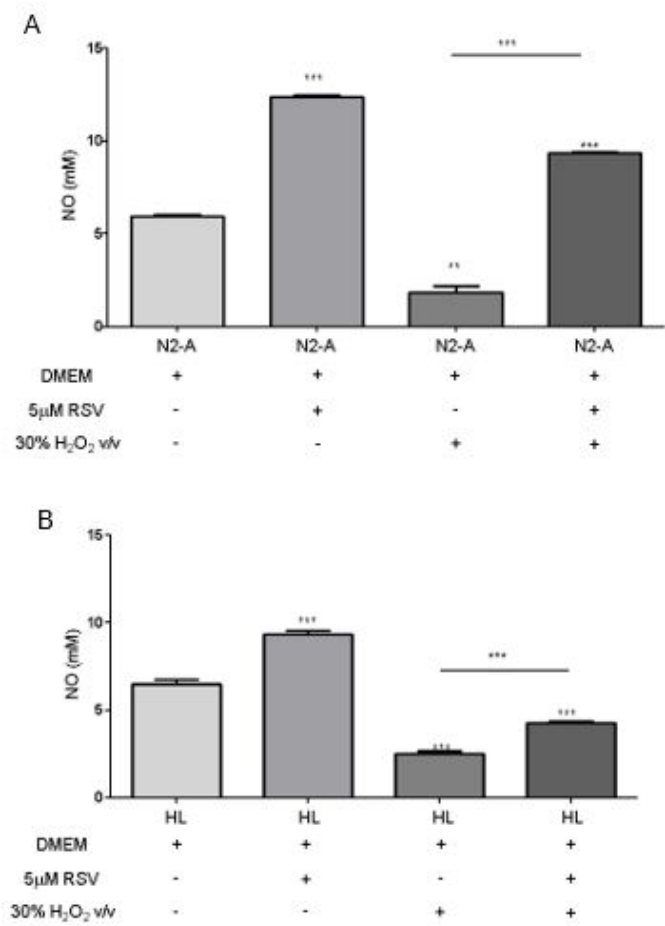 A
***
***
15
***
10
NO (mM)
5
**
0
N2-A N2-A N2-A N2-A
DMEM + + + +
5μM RSV - + - +
30% H₂O₂ v/v - - + +
B
15
***
10
***
NO (mM)
***
5
***
0
HL HL HL HL
DMEM + + + +
5μM RSV - + - +
30% H₂O₂ v/v - - + +